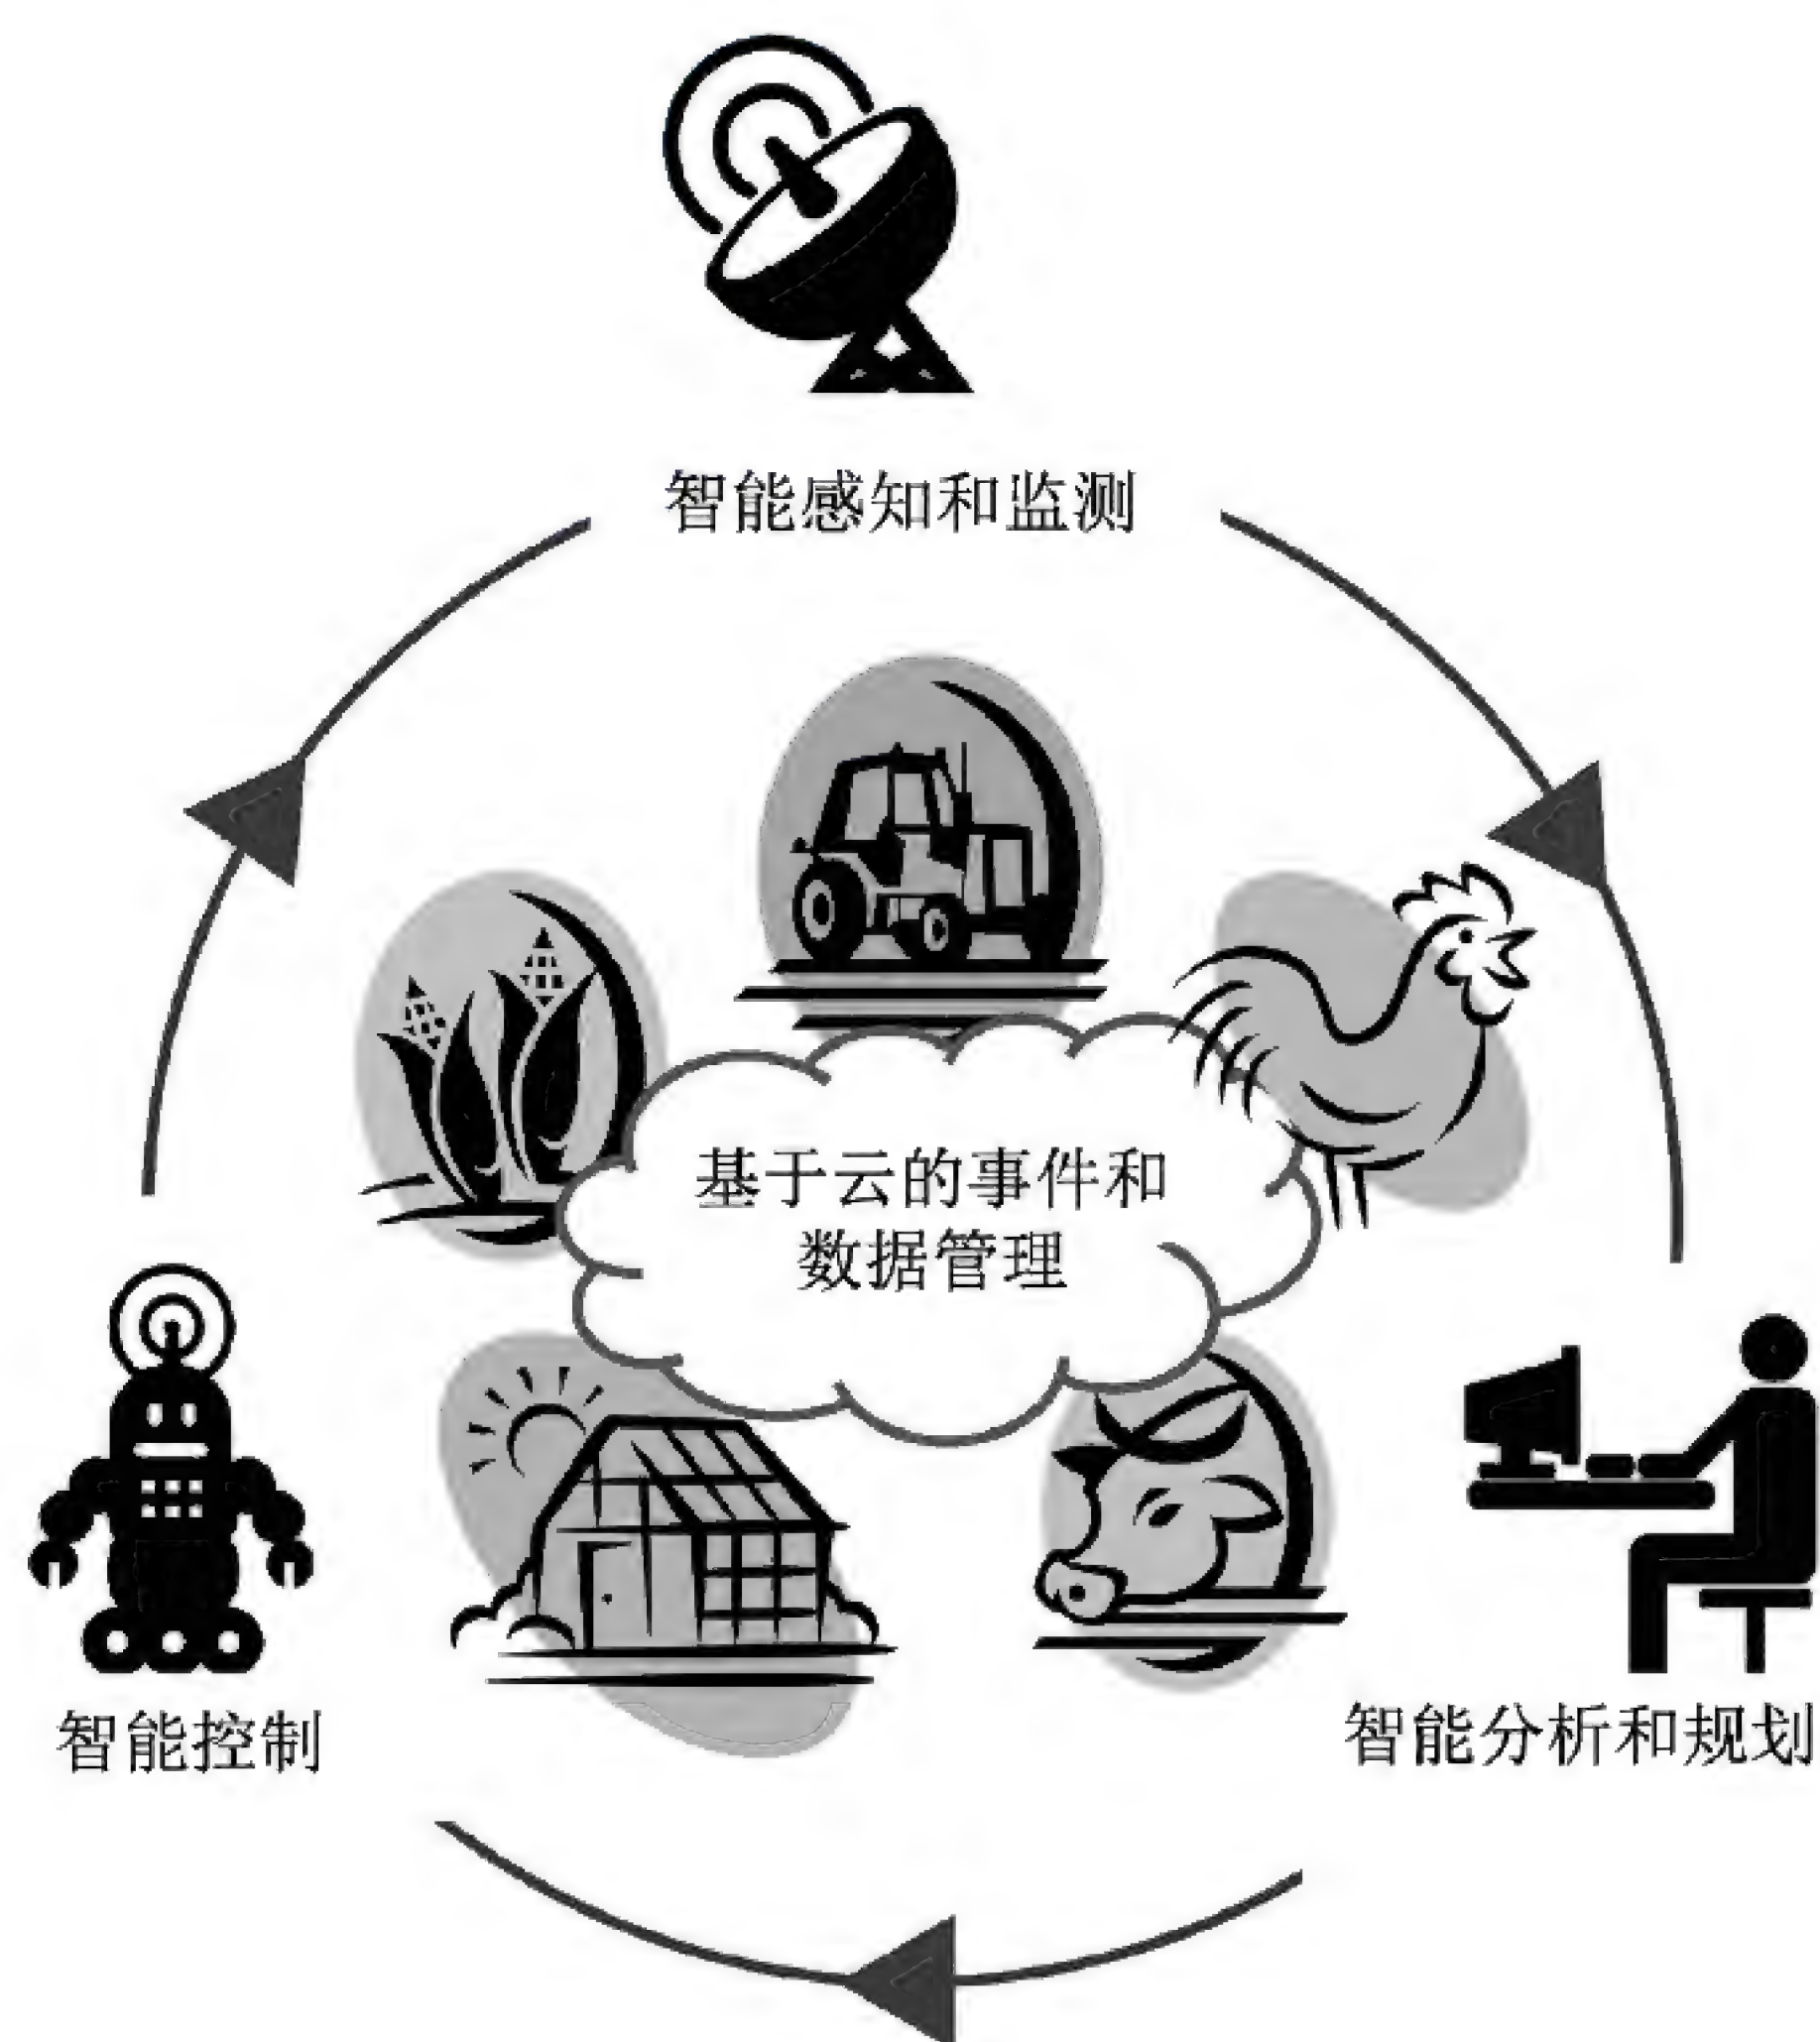 智能感知和监测
基于云的事件和
数据管理
智能控制
智能分析和规划